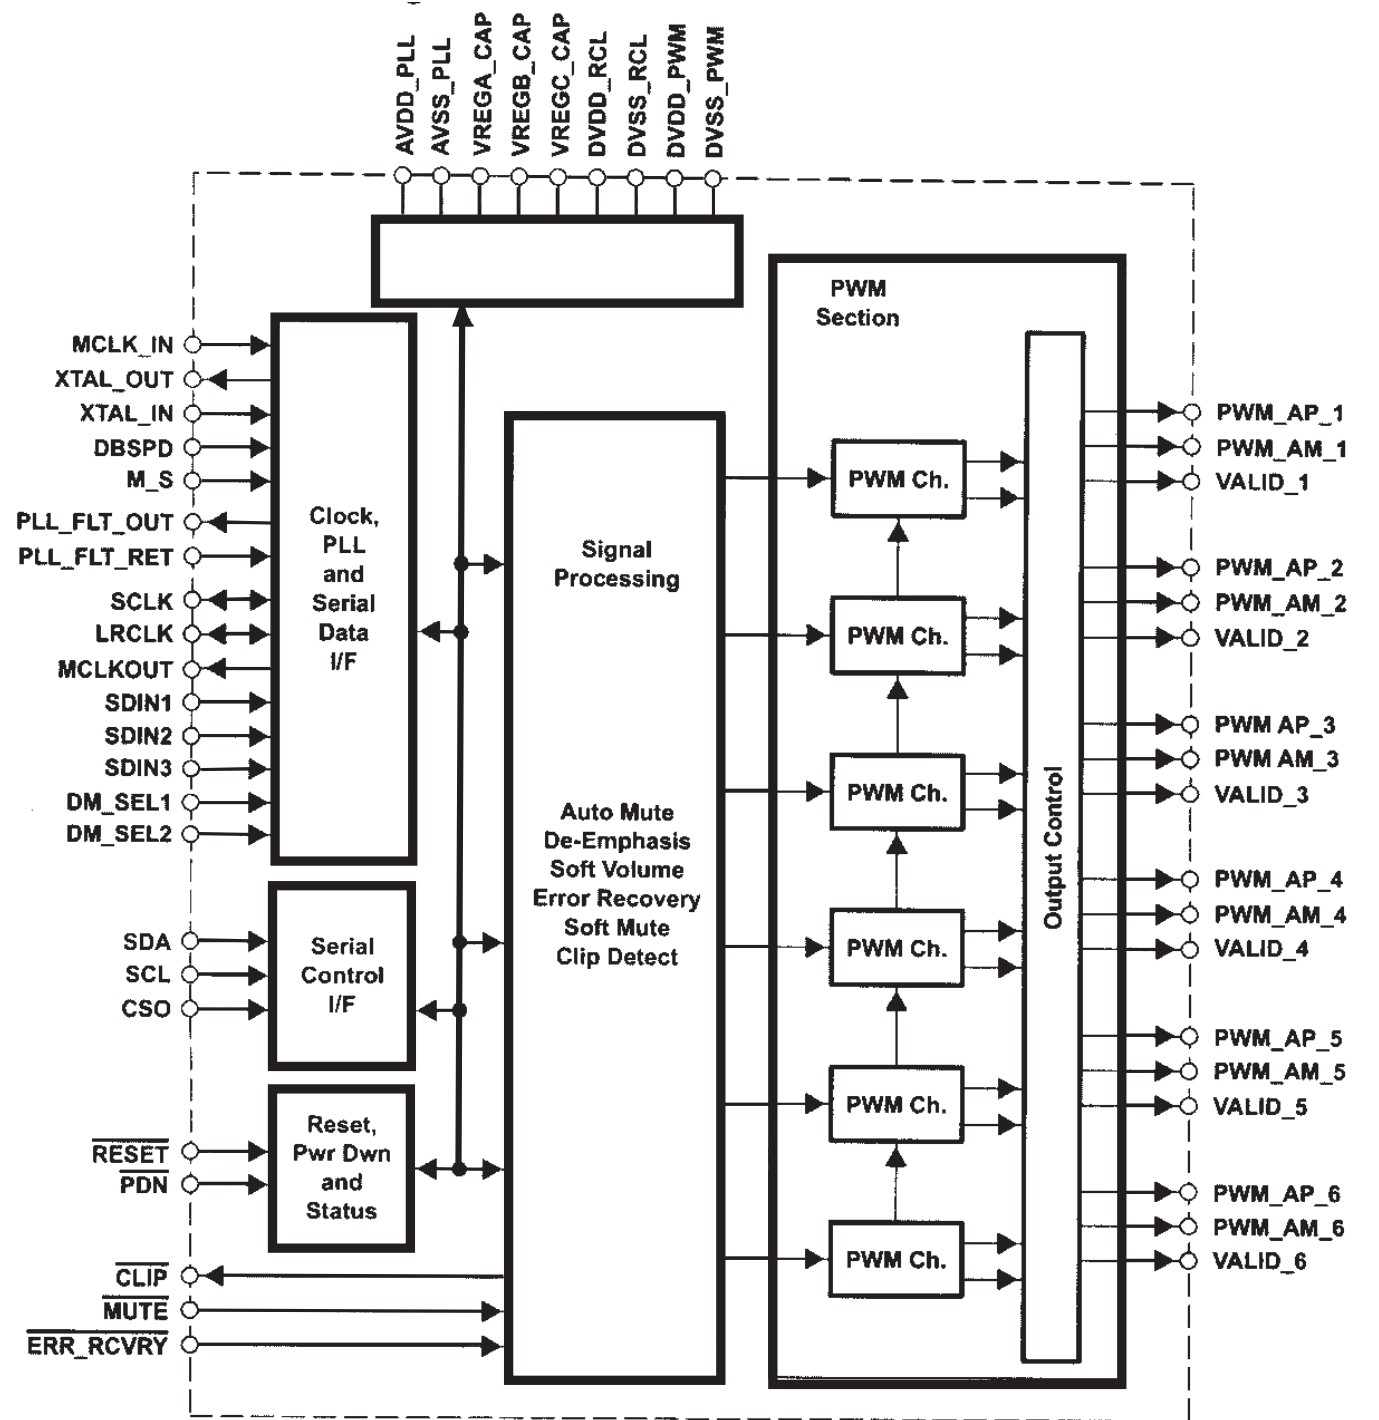 AVDD_PLL
AVSS_PLL
VREGA_CAP
VREGB_CAP
VREGC_CAP
DVDD_RCL
DVSS_RCL
DVDD_PWM
DVSS_PWM
MCLK_IN
XTAL_OUT
XTAL_IN
DBSPD
M_S
PLL_FLT_OUT
PLL_FLT_RET
SCLK
LRCLK
MCLKOUT
SDIN1
SDIN2
SDIN3
DM_SEL1
DM_SEL2
Clock,
PLL
and
Serial
Data
I/F
SDA
SCL
CSO
Serial
Control
I/F
RESET
PDN
Reset,
Pwr Dwn
and
Status
CLIP
MUTE
ERR_RCVRY
Signal
Processing
Auto Mute
De-Emphasis
Soft Volume
Error Recovery
Soft Mute
Clip Detect
PWM
Section
PWM Ch.
PWM Ch.
PWM Ch.
PWM Ch.
PWM Ch.
PWM Ch.
Output Control
PWM_AP_1
PWM_AM_1
VALID_1
PWM_AP_2
PWM_AM_2
VALID_2
PWM AP_3
PWM AM_3
VALID_3
PWM_AP_4
PWM_AM_4
VALID_4
PWM_AP_5
PWM_AM_5
VALID_5
PWM_AP_6
PWM_AM_6
VALID_6